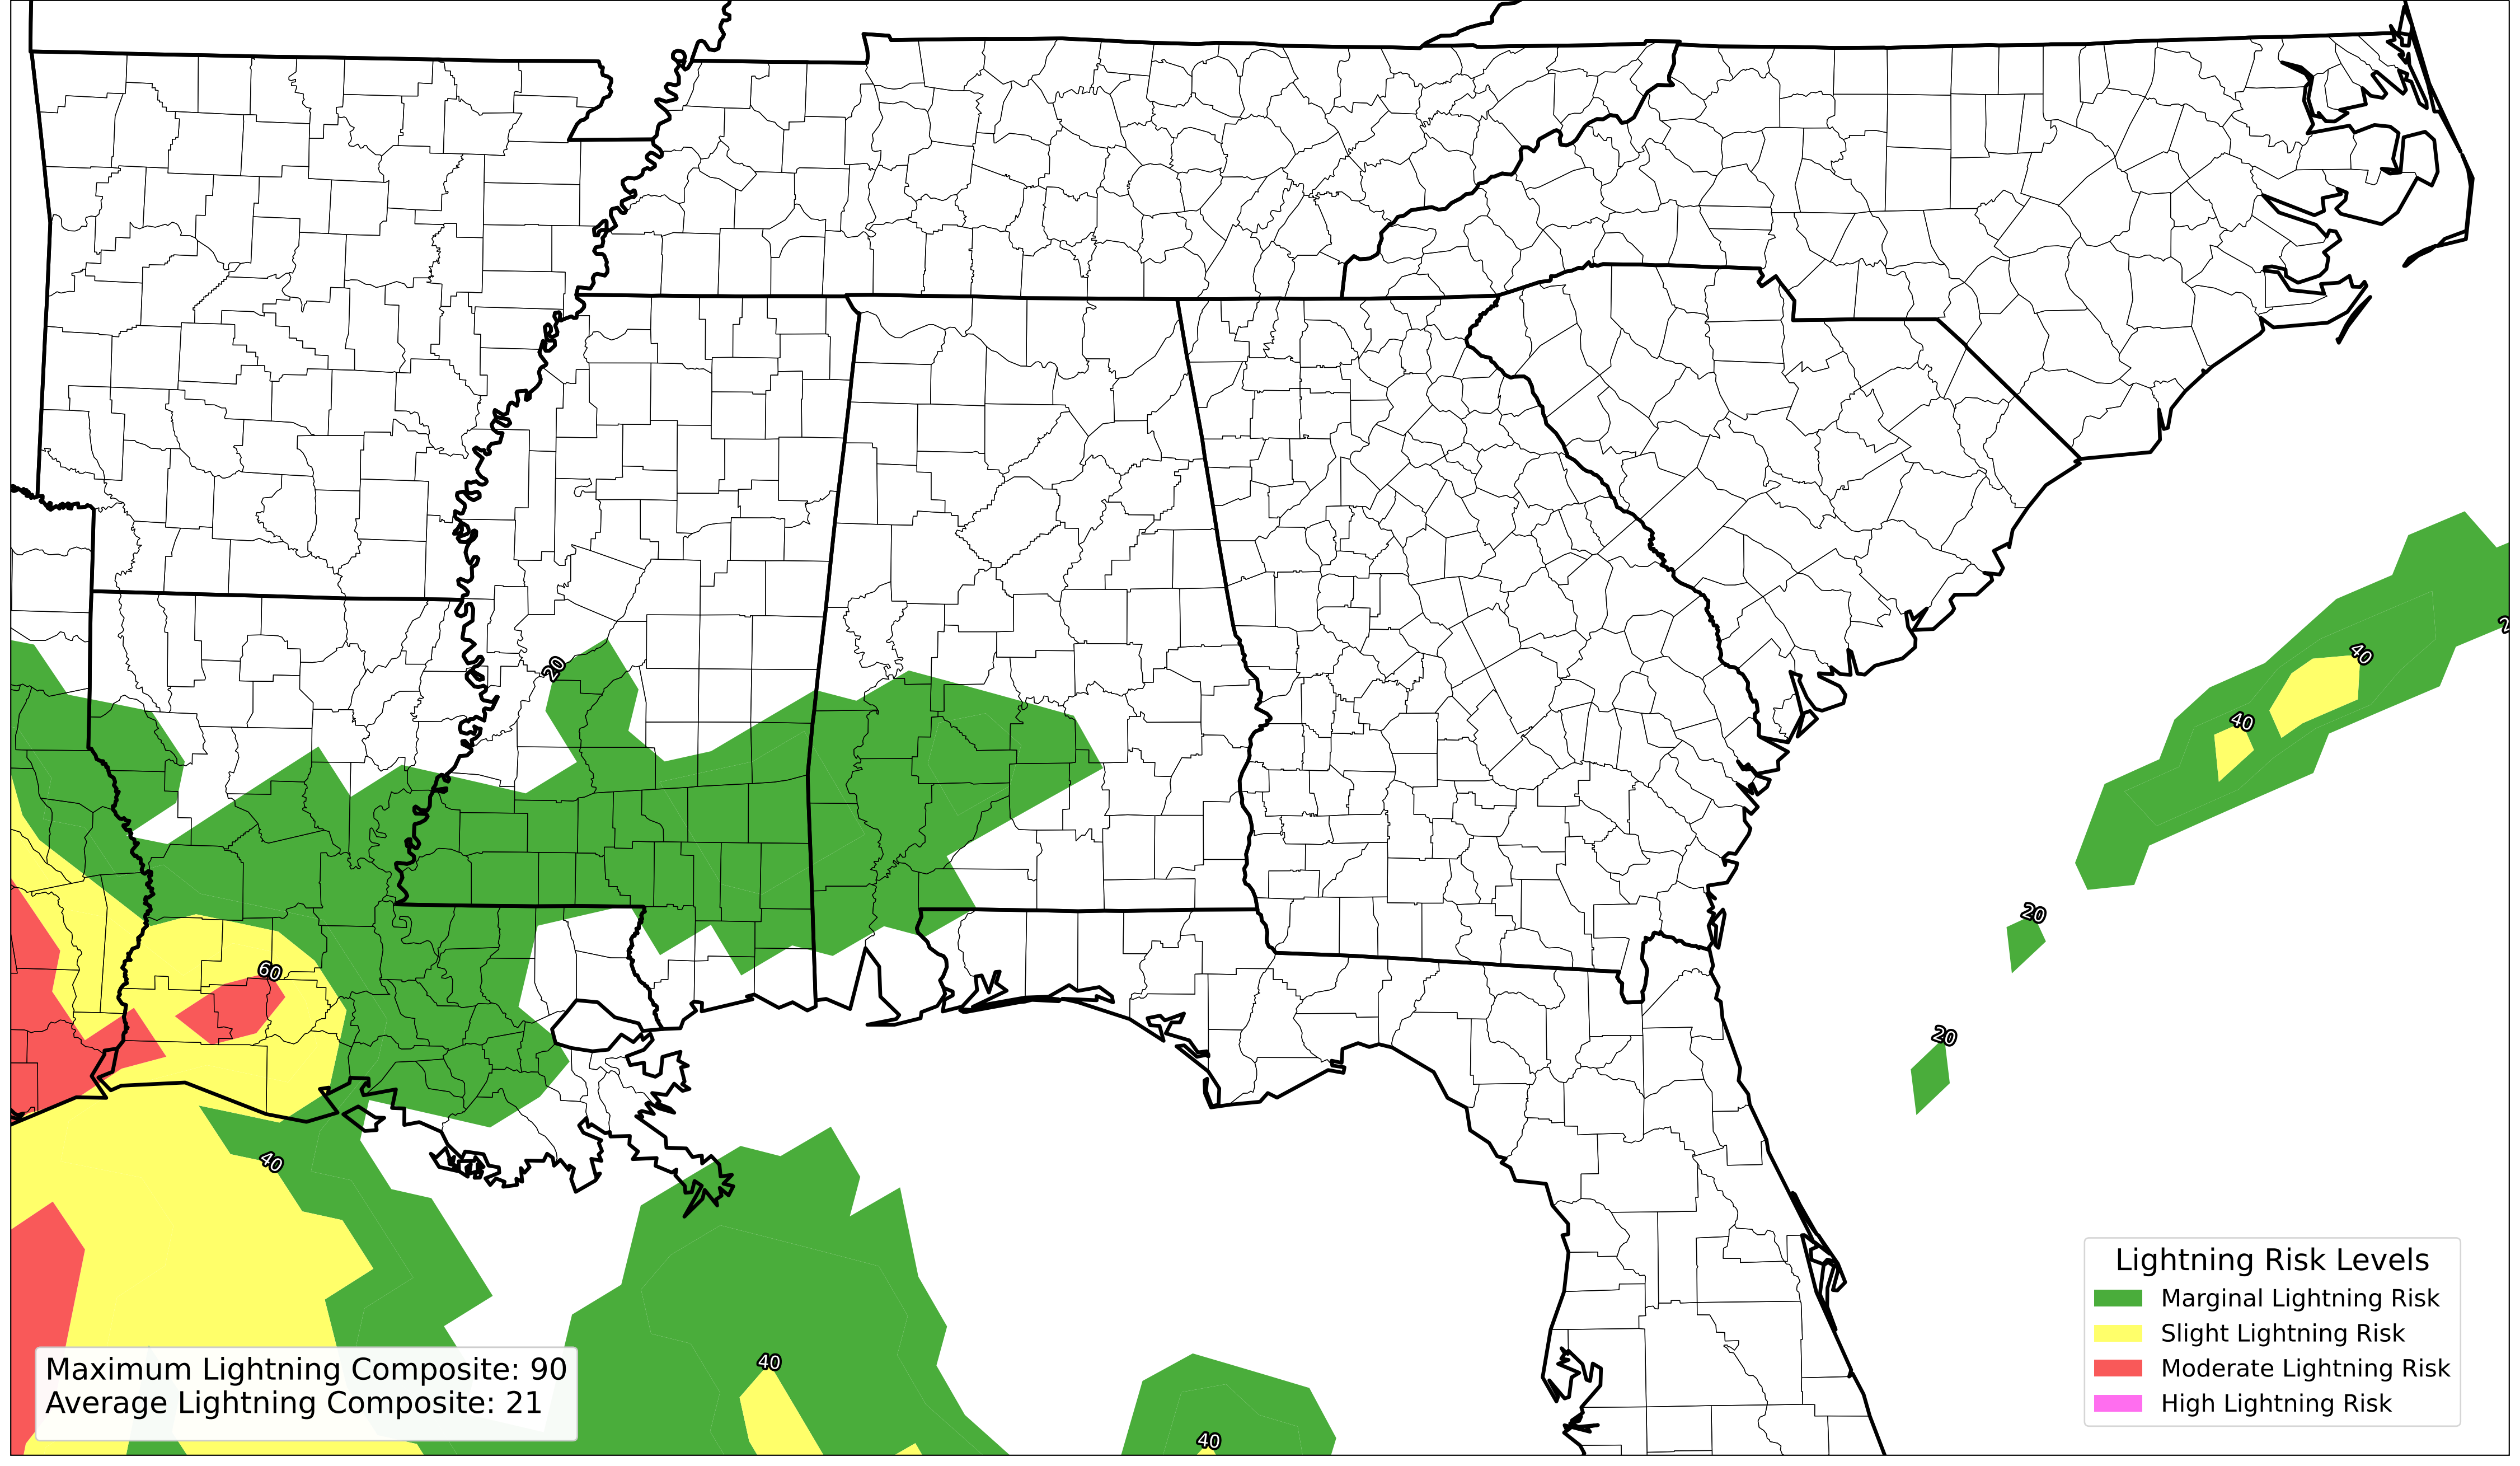 20
40
40
20
60
20
40
40
40
Lightning Risk Levels
Marginal Lightning Risk
Slight Lightning Risk
Moderate Lightning Risk
High Lightning Risk
Maximum Lightning Composite: 90
Average Lightning Composite: 21